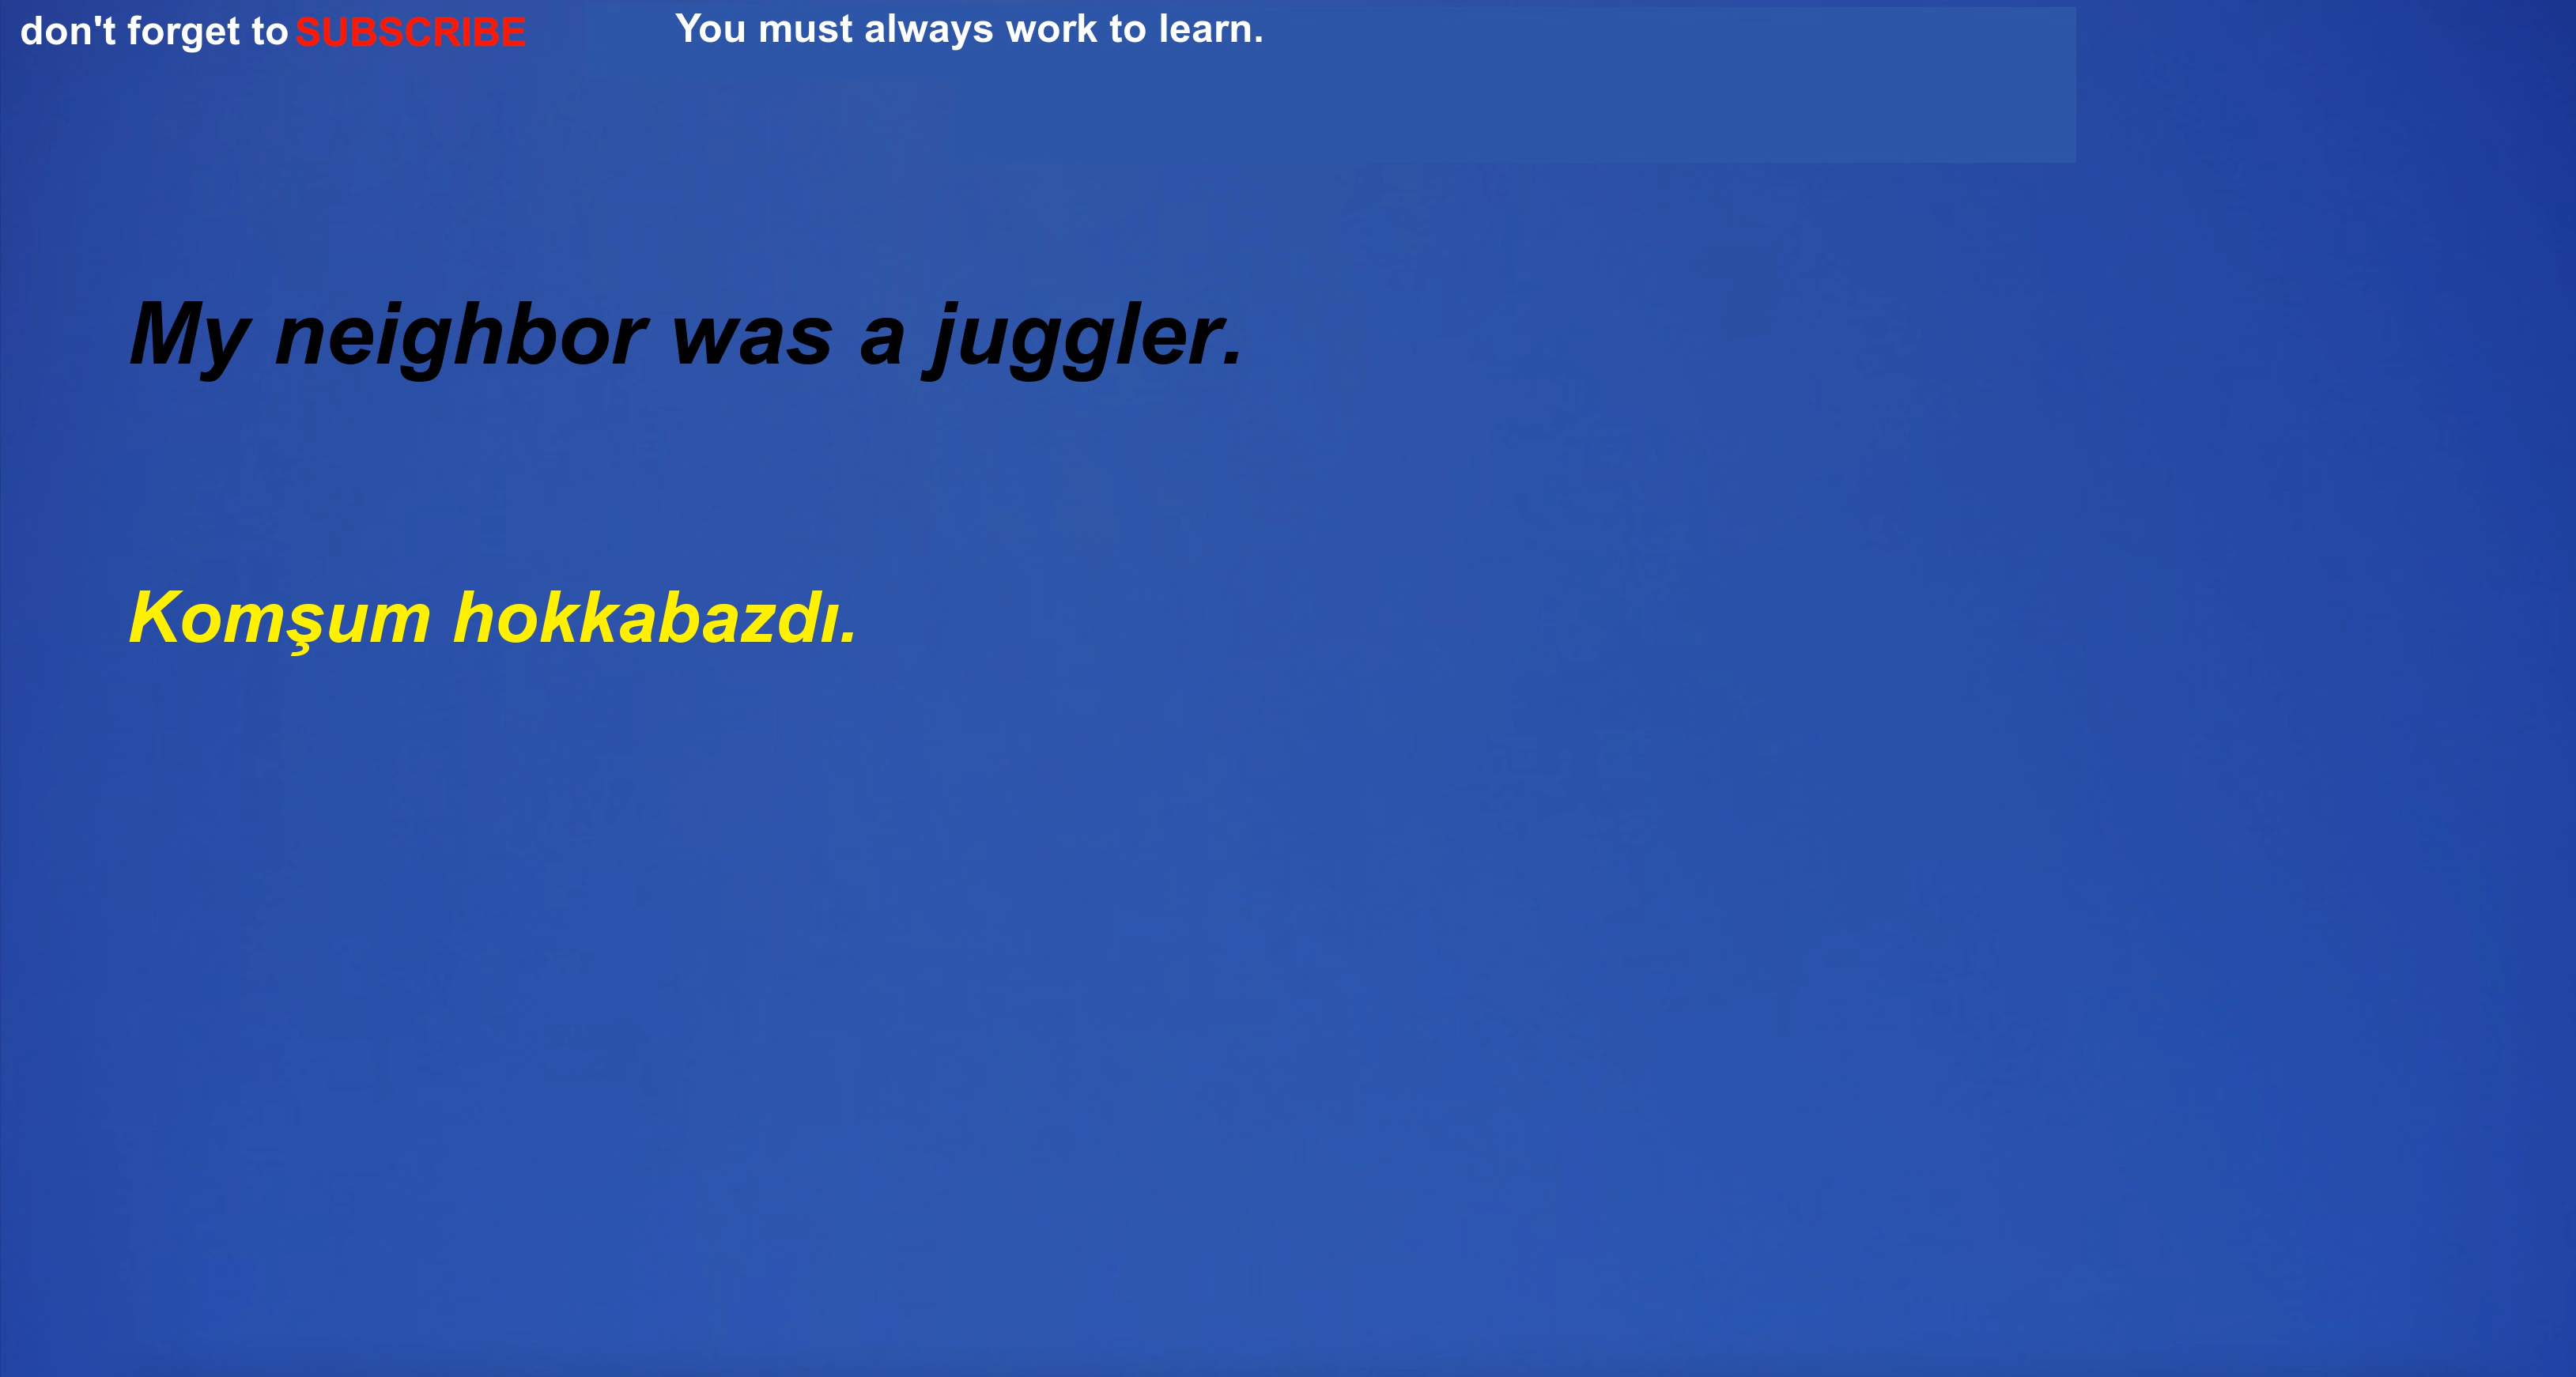 don't forget to SUBSCRIBE
You must always work to learn.
My neighbor was a juggler.
Komşum hokkabazdı.